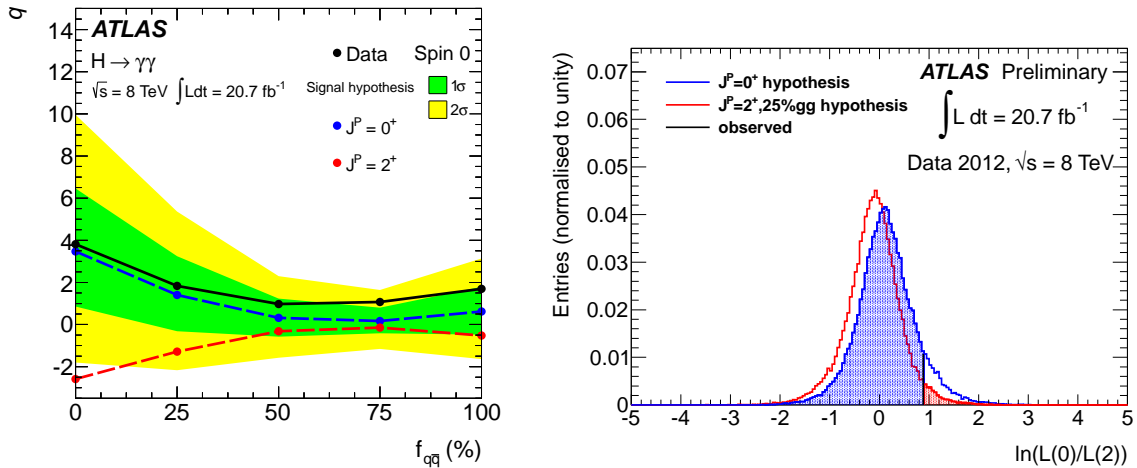 q
14
12
10
8
6
4
2
0
-2
ATLAS
H → γγ
√s = 8 TeV ∫Ldt = 20.7 fb⁻¹
Data
Spin 0
Signal hypothesis
1σ
2σ
Jᴾ = 0⁺
Jᴾ = 2⁺
0 25 50 75 100
f_qq̅ (%)
Entries (normalised to unity)
0.07
0.06
0.05
0.04
0.03
0.02
0.01
0
Jᴾ=0⁺ hypothesis
Jᴾ=2⁺,25%gg hypothesis
observed
ATLAS Preliminary
∫L dt = 20.7 fb⁻¹
Data 2012, √s = 8 TeV
-5 -4 -3 -2 -1 0 1 2 3 4 5
ln(L(0)/L(2))